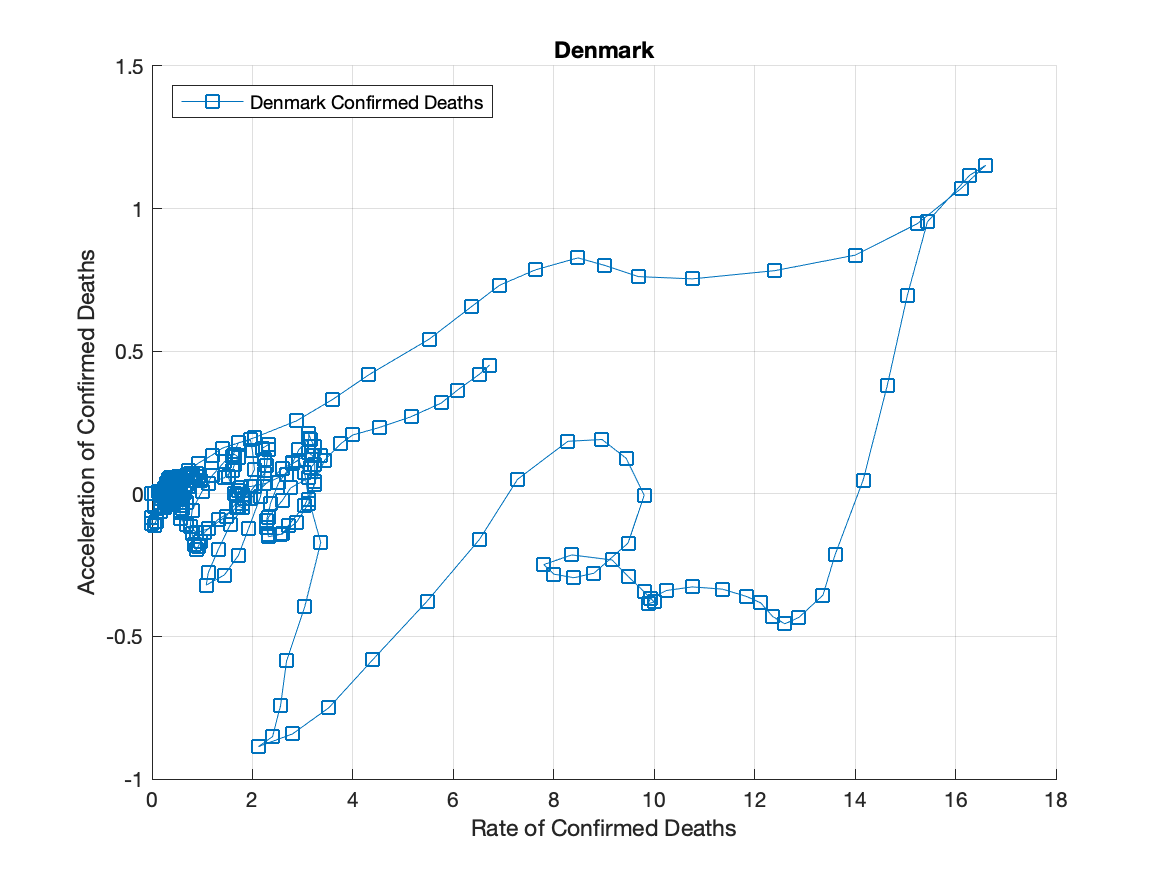 Denmark
Denmark Confirmed Deaths
1.5
1
0.5
0
-0.5
-1
Acceleration of Confirmed Deaths
0 2 4 6 8 10 12 14 16 18
Rate of Confirmed Deaths